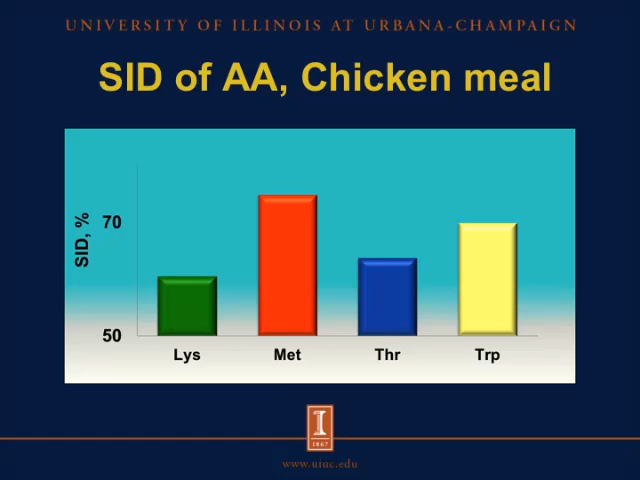 UNIVERSITY OF ILLINOIS AT URBANA-CHAMPAIGN
SID of AA, Chicken meal
SID, %
70
50
Lys Met Thr Trp
I
1867
www.uiuc.edu